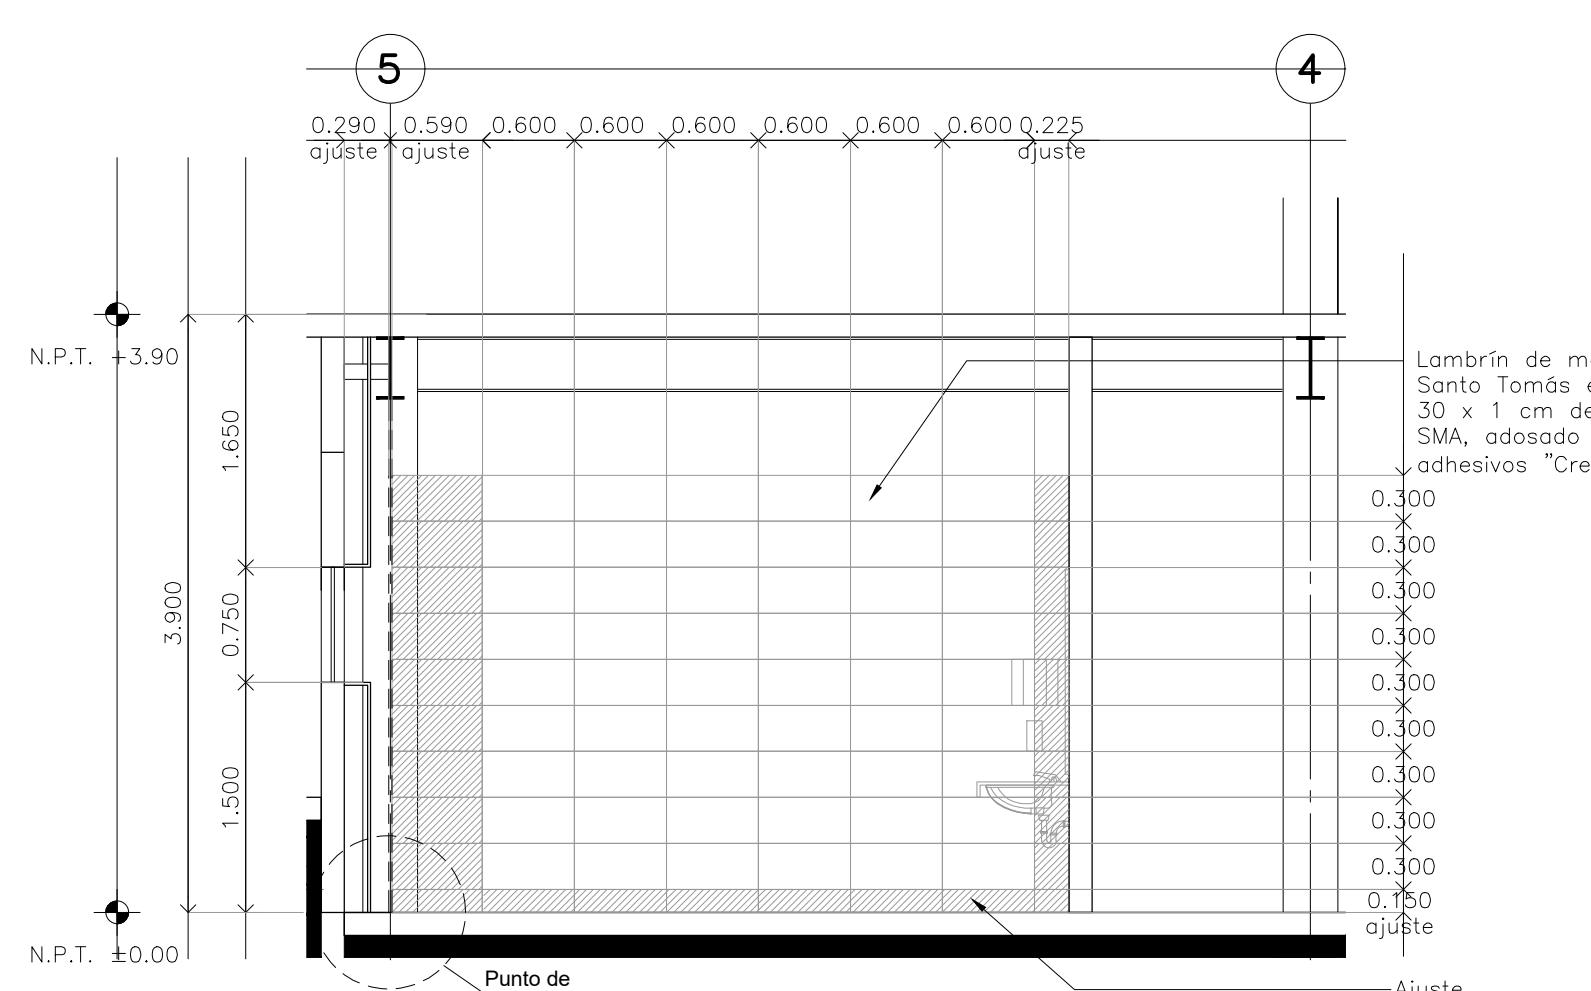 5
4
0.290 0.590 0.600 0.600 0.600 0.600 0.600 0.600 0.225
ajuste ajuste ajuste
N.P.T. +3.90
Lambrín de
Santo Tomás
30 x 1 cm
SMA, adosado
adhesivos "Cre
1.650
0.300
0.300
0.300
3.900
0.750
0.300
0.300
0.300
0.300
1.500
0.300
0.300
0.150
ajuste
N.P.T. ±0.00
Punto de
Ajuste